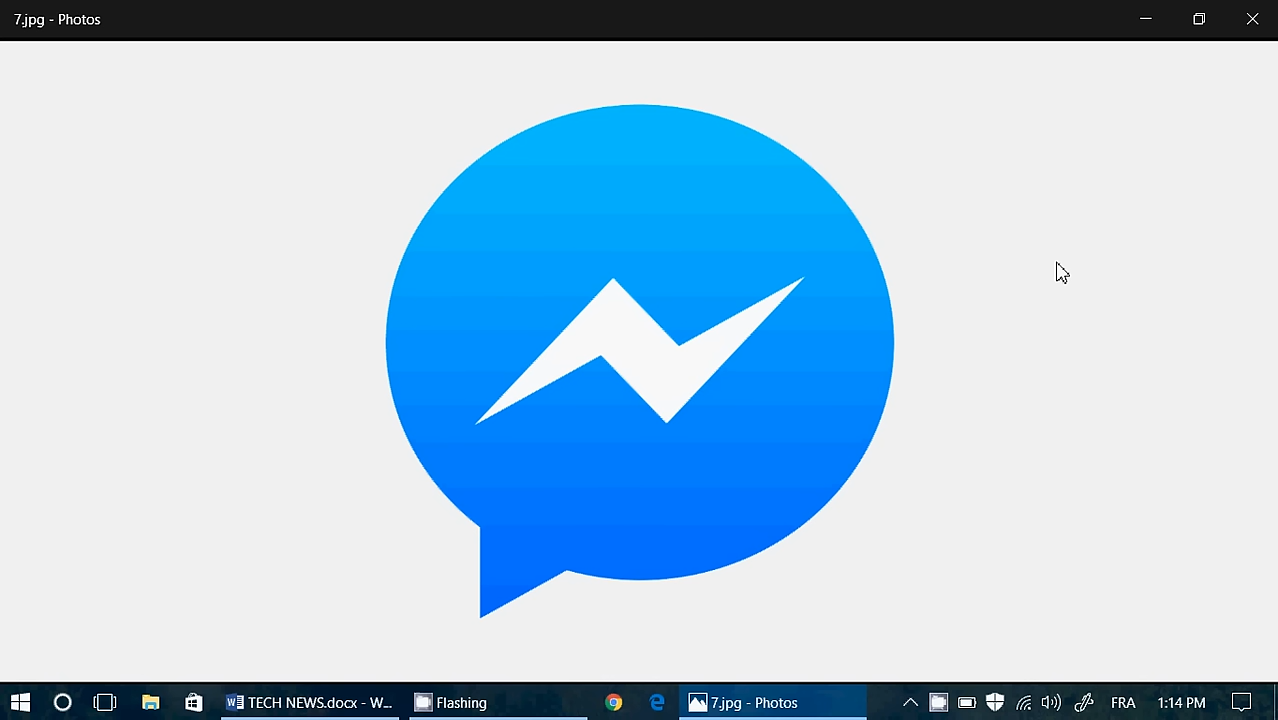 7.jpg - Photos
TECH NEWS.docx - W...
Flashing
7.jpg - Photos
FRA
1:14 PM